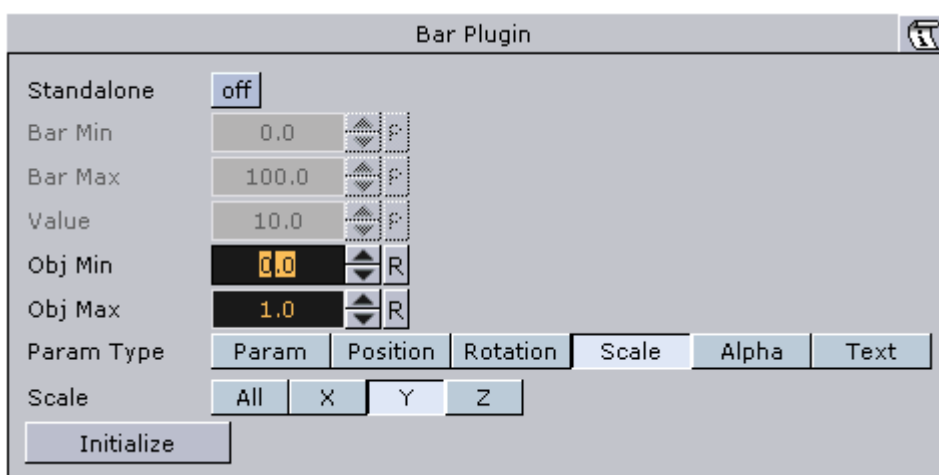 Bar Plugin
Standalone off
Bar Min 0.0
Bar Max 100.0
Value 10.0
Obj Min 0.0 R
Obj Max 1.0 R
Param Type Param Position Rotation Scale Alpha Text
Scale All X Y Z
Initialize